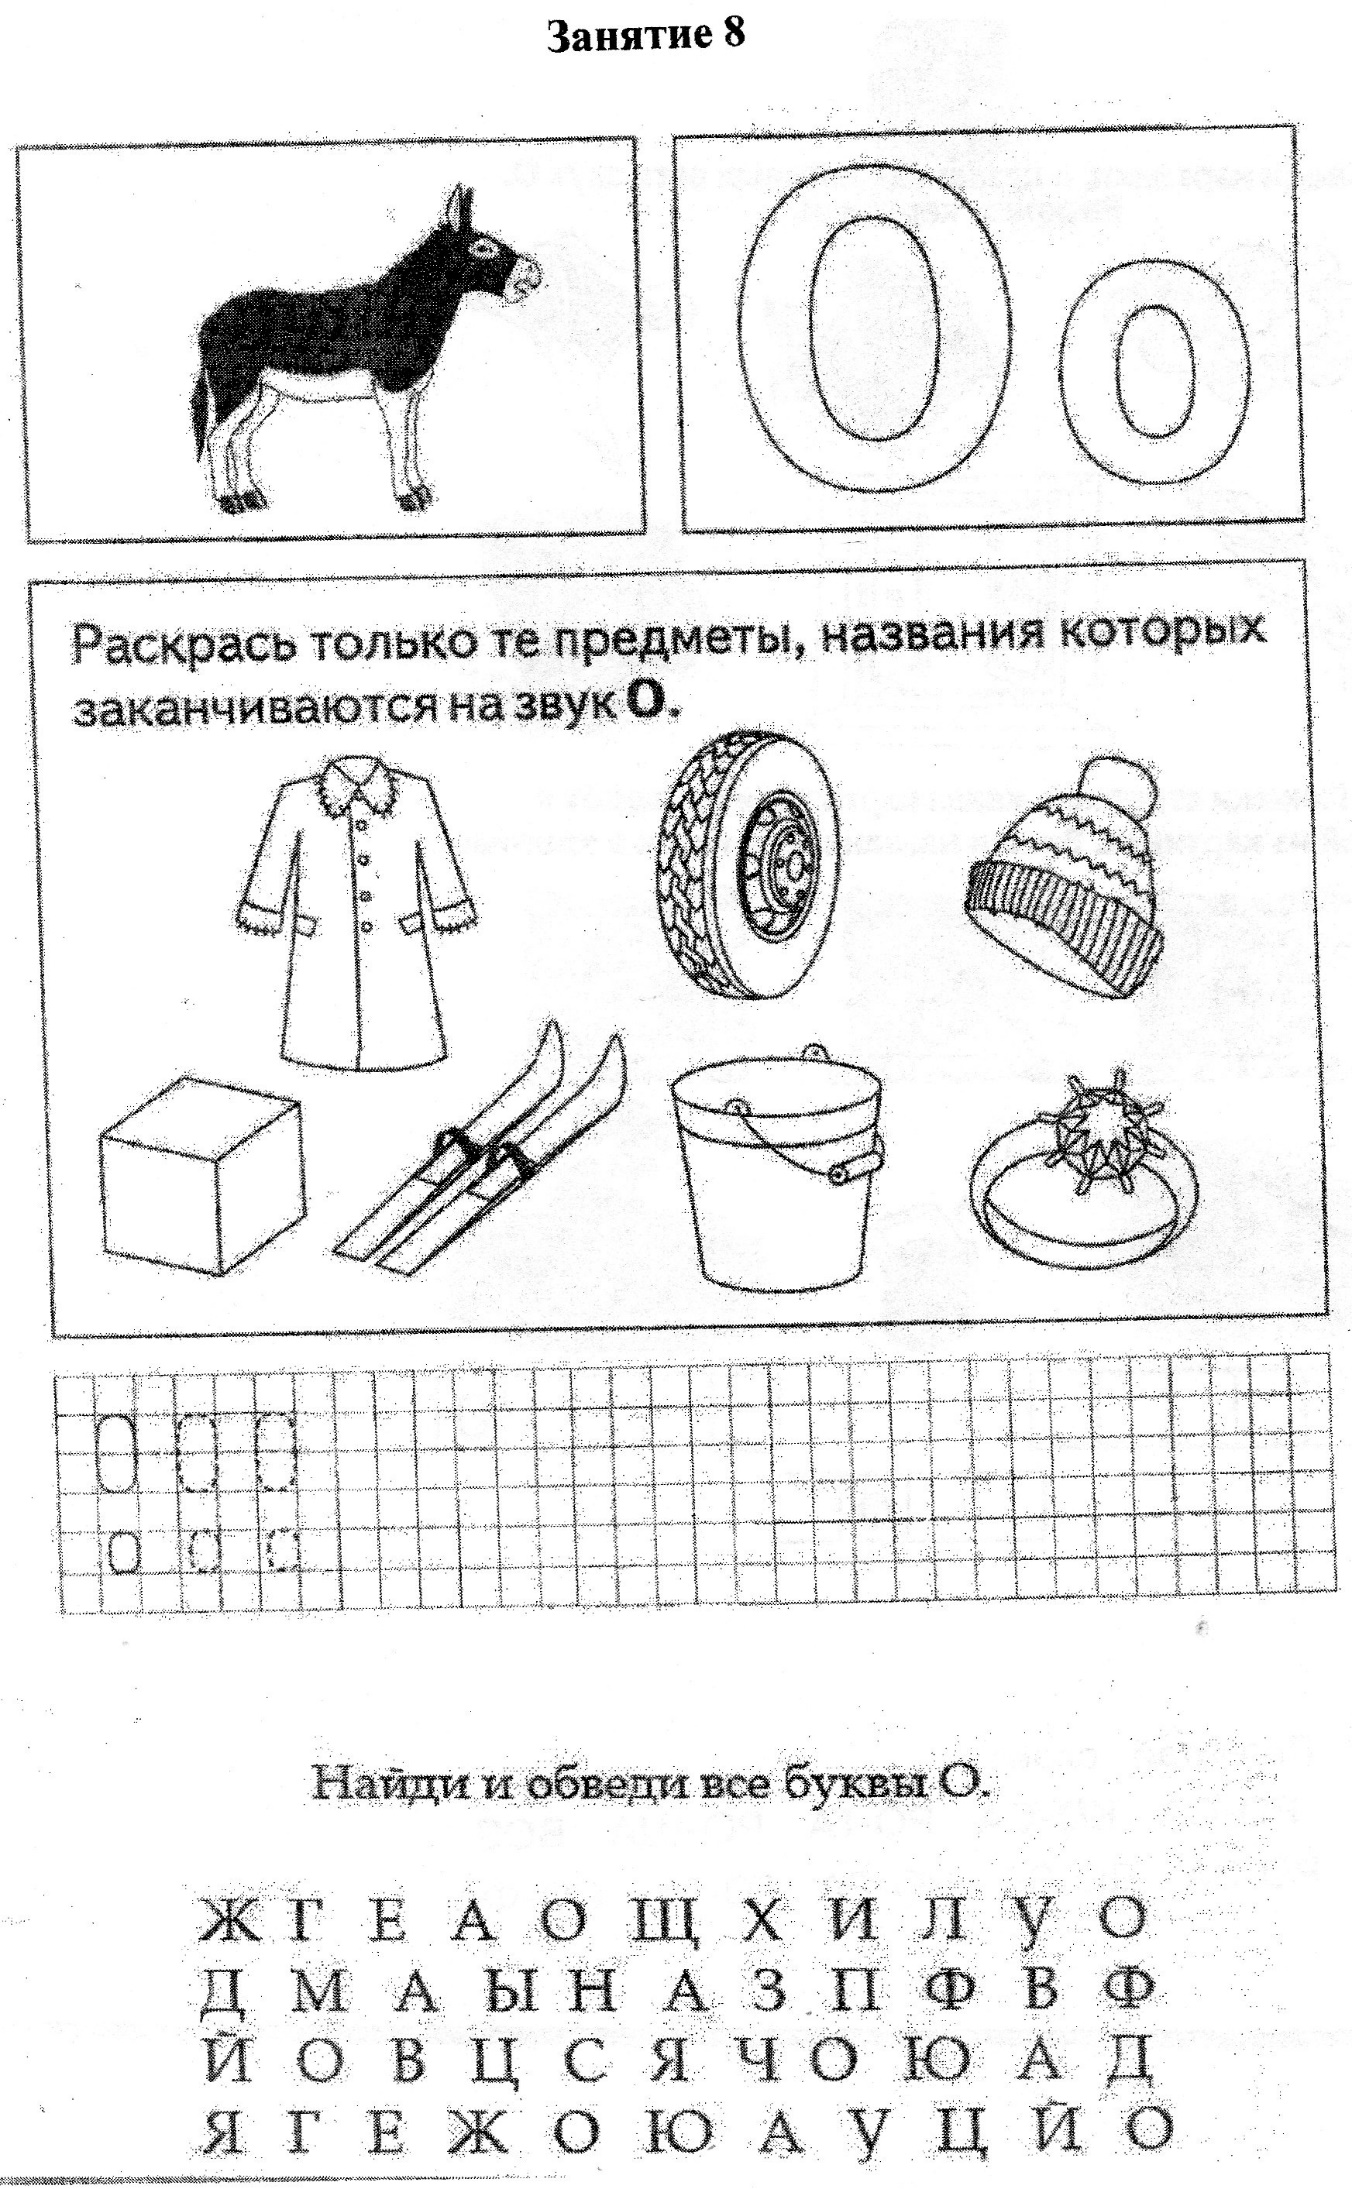 Занятие 8
О о
Раскрась только те предметы, названия которых
заканчиваются на звук О.
О О О
о о о
Найди и обведи все буквы О.
Ж Г Е А О Щ Х И Л У О
Д М А Ы Н А З П Ф В Ф
Й О В Ц С Я Ч О Ю А Д
Я Г Е Ж О Ю А У Ц Й О